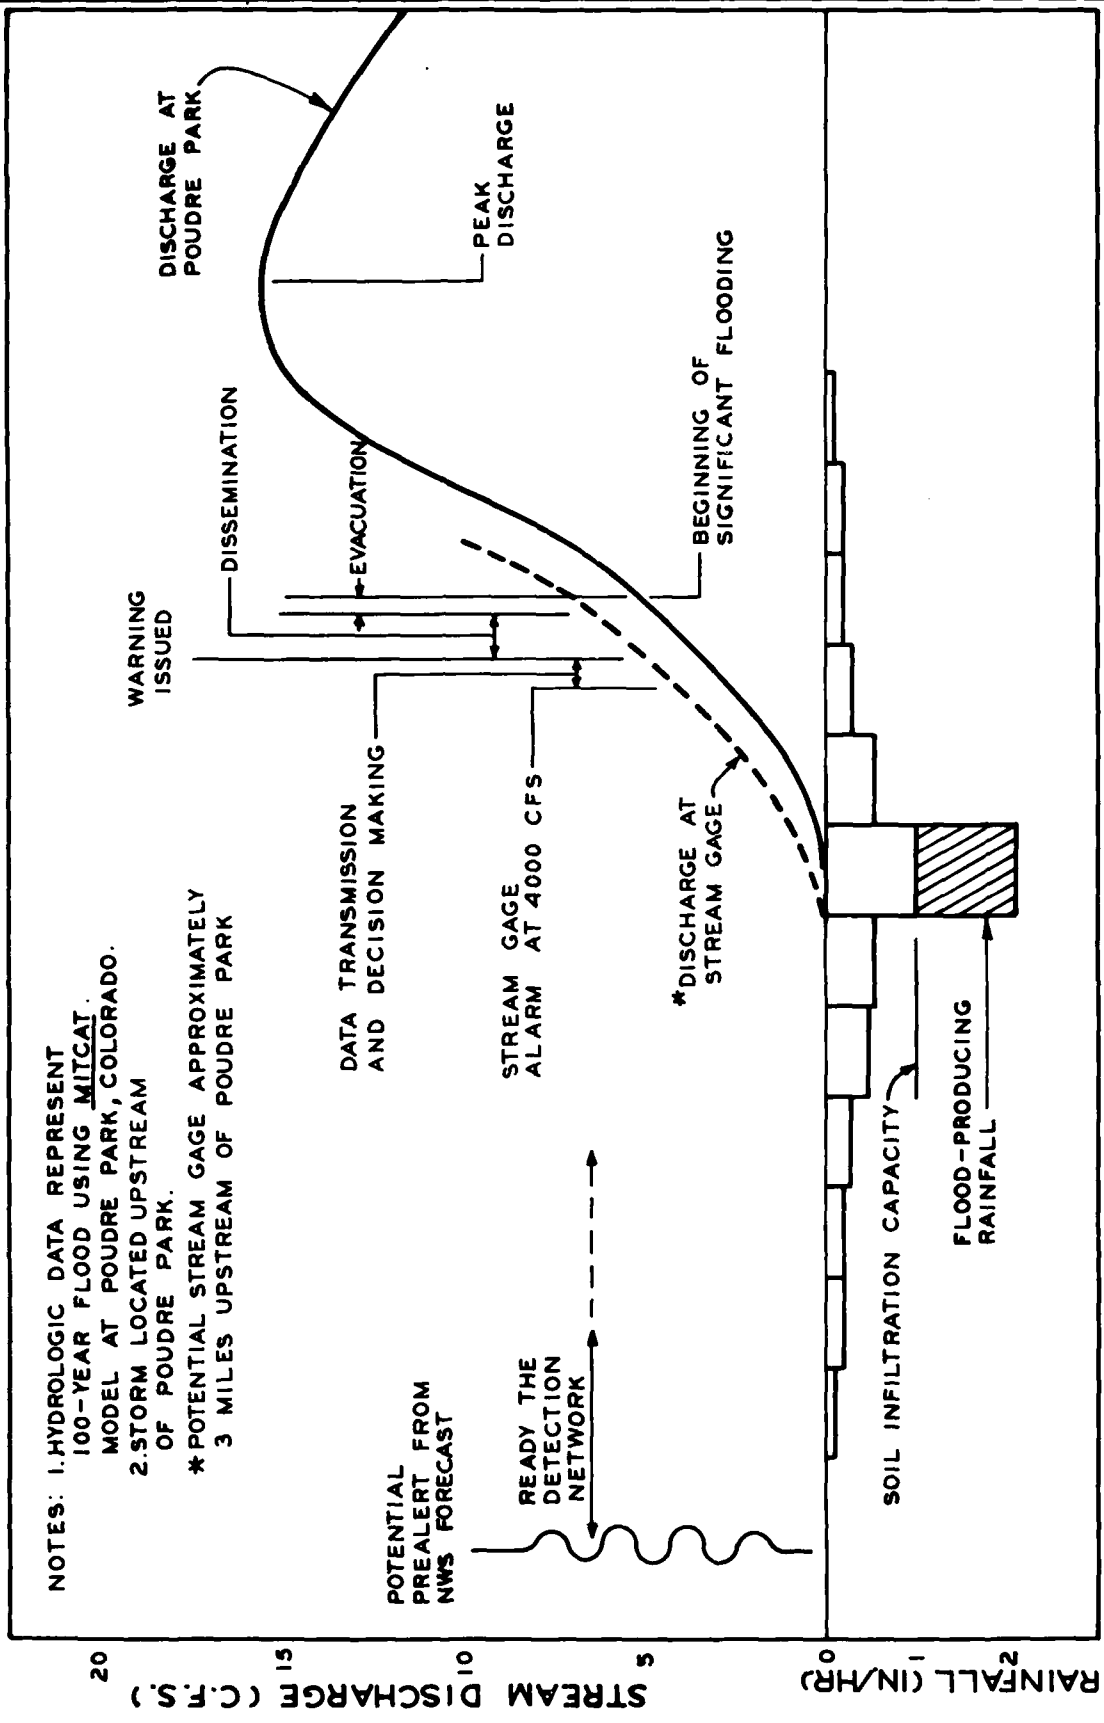 NOTES: 1. HYDROLOGIC DATA REPRESENT
100-YEAR FLOOD USING MITCAT.
MODEL AT POUDRE PARK, COLORADO.
2. STORM LOCATED UPSTREAM
OF POUDRE PARK.
* POTENTIAL STREAM GAGE APPROXIMATELY
3 MILES UPSTREAM OF POUDRE PARK
WARNING
ISSUED
DISCHARGE AT
POUDRE PARK
DISSEMINATION
DATA TRANSMISSION
AND DECISION MAKING
EVACUATION
POTENTIAL
PREALERT FROM
NWS FORECAST
STREAM GAGE
ALARM AT 4000 CFS
PEAK
DISCHARGE
READY THE
DETECTION
NETWORK
*DISCHARGE AT
STREAM GAGE
BEGINNING OF
SIGNIFICANT FLOODING
SOIL INFILTRATION CAPACITY
FLOOD-PRODUCING
RAINFALL
20
15
10
5
0
1
2
STREAM DISCHARGE (C.F.S.)
RAINFALL (IN/HR)